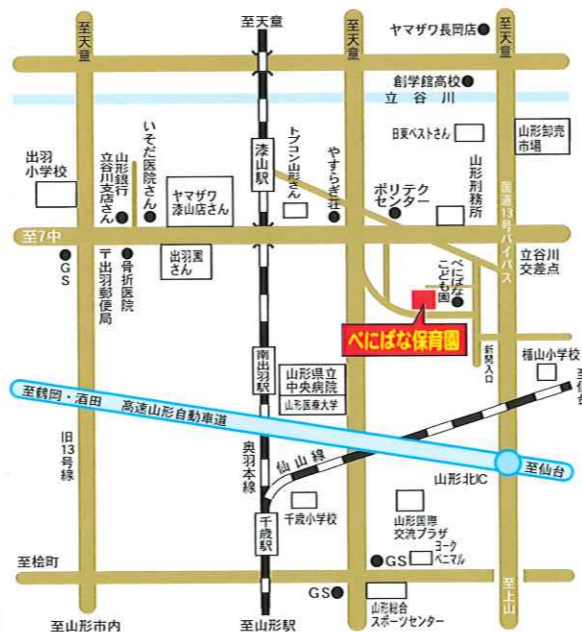 至天童
至天童
至天童
至天童
ヤマザワ長岡店
創学館高校
立谷川
日東ベストさん
山形卸売
市場
出羽
小学校
山形銀行
立谷川支店さん
いそだ医院さん
ヤマザワ
漆山店さん
漆山駅
トプコン山形さん
やすらぎ荘
ポリテク
センター
山形刑務所
国道13号バイパス
至7中
GS
〒出羽郵便局
骨折医院
出羽園
さん
べにばな
こども園
立谷川
交差点
べにばな保育園
新聞入口
楯山小学校
至仙台
南出羽駅
山形県立
中央病院
山形医療大学
至鶴岡・酒田 高速山形自動車道
至仙台
旧13号線
奥羽本線
仙山線
山形北IC
千歳駅
千歳小学校
山形国際
交流プラザ
至桧町
GS
ヨーク
ベニマル
GS
山形総合
スポーツセンター
至上山
至山形市内
至山形駅